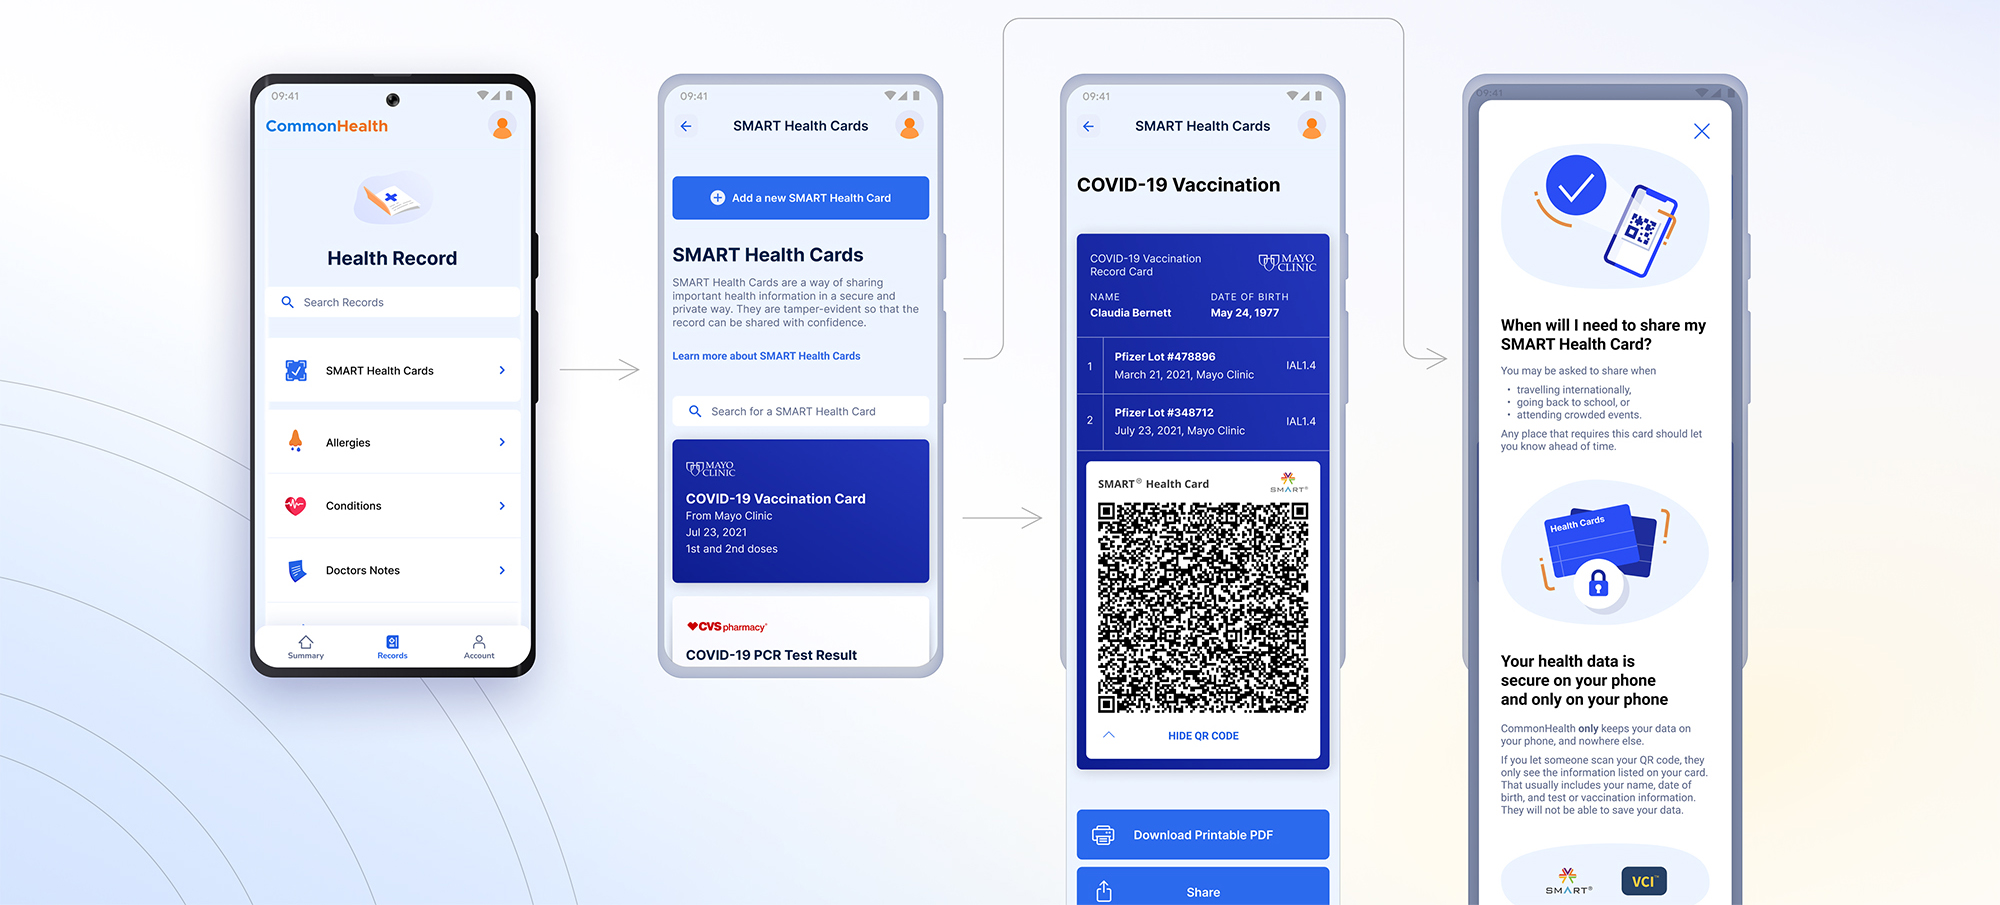 09:41
CommonHealth
Health Record
Search Records
SMART Health Cards
Allergies
Conditions
Doctors Notes
Summary
Records
Account
09:41
SMART Health Cards
Add a new SMART Health Card
SMART Health Cards
SMART Health Cards are a way of sharing
important health information in a secure and
private way. They are tamper-evident so that the
record can be shared with confidence.
Learn more about SMART Health Cards
Search for a SMART Health Card
MAYO
CLINIC
COVID-19 Vaccination Card
From Mayo Clinic
Jul 23, 2021
1st and 2nd doses
CVS pharmacy®
COVID-19 PCR Test Result
09:41
SMART Health Cards
COVID-19 Vaccination
COVID-19 Vaccination
Record Card
MAYO
CLINIC
NAME
DATE OF BIRTH
Claudia Bernett
May 24, 1977
1
Pfizer Lot #478896
March 21, 2021, Mayo Clinic
IAL1.4
2
Pfizer Lot #348712
July 23, 2021, Mayo Clinic
IAL1.4
SMART® Health Card
SMART®
HIDE QR CODE
Download Printable PDF
Share
09:41
When will I need to share my
SMART Health Card?
You may be asked to share when
• travelling internationally,
• going back to school, or
• attending crowded events.
Any place that requires this card should let
you know ahead of time.
Health Cards
Your health data is
secure on your phone
and only on your phone
CommonHealth only keeps your data on
your phone, and nowhere else.
If you let someone scan your QR code, they
only see the information listed on your card.
That usually includes your name, date of
birth, and test or vaccination information.
They will not be able to save your data.
SMART®
VCI™